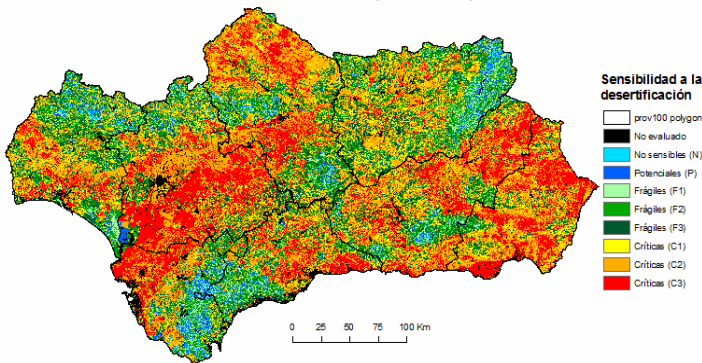 Sensibilidad a la
desertificación
prov100 polygon
No evaluado
No sensibles (N)
Potenciales (P)
Frágiles (F1)
Frágiles (F2)
Frágiles (F3)
Críticas (C1)
Críticas (C2)
Críticas (C3)
0 25 50 75 100 Km